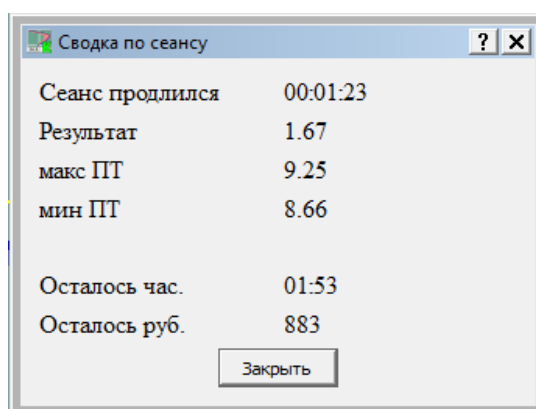 Сводка по сеансу ?
Сеанс продлился 00:01:23
Результат 1.67
макс ПТ 9.25
мин ПТ 8.66
Осталось час. 01:53
Осталось руб. 883
Закрыть